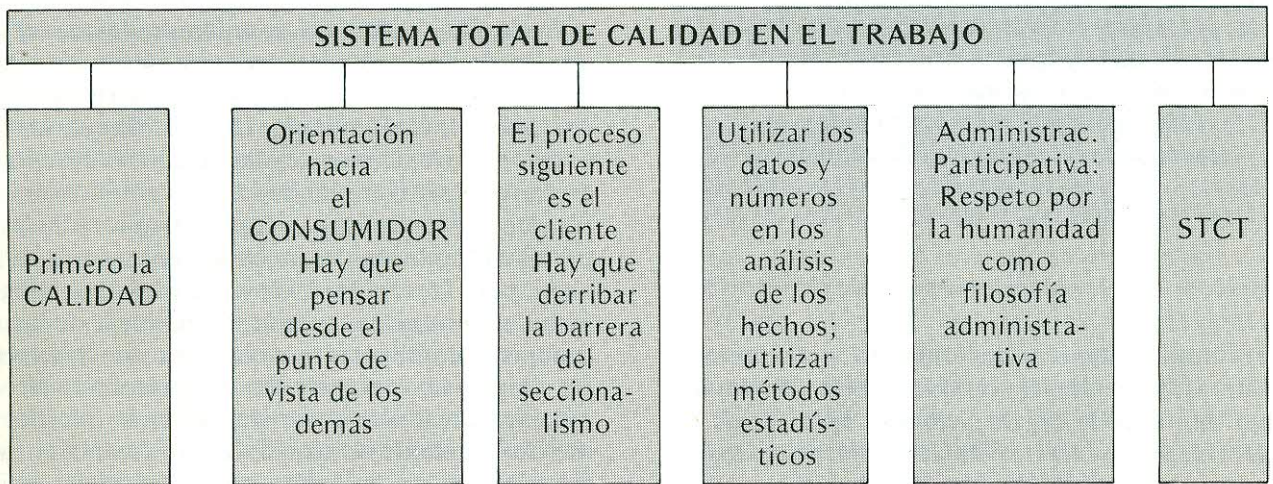 SISTEMA TOTAL DE CALIDAD EN EL TRABAJO
Primero la
CALIDAD
Orientación
hacia
el
CONSUMIDOR
Hay que
pensar
desde el
punto de
vista de los
demás
El proceso
siguiente
es el
cliente
Hay que
derribar
la barrera
del
secciona-
lismo
Utilizar los
datos y
números
en los
análisis
de los
hechos;
utilizar
métodos
estadís-
ticos
Administrac.
Participativa:
Respeto por
la humanidad
como
filosofía
administra-
tiva
STCT